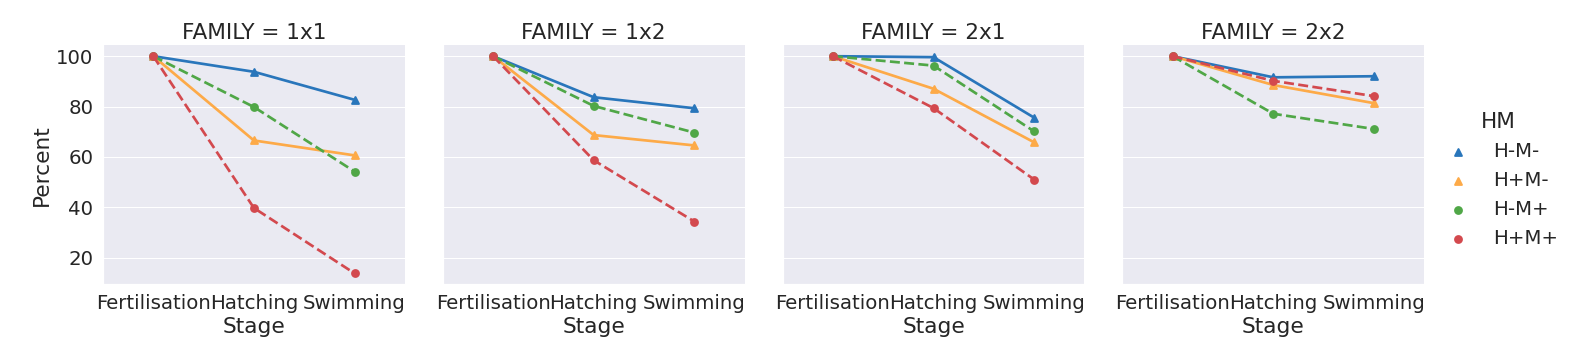 FAMILY = 1x1
FAMILY = 1x2
FAMILY = 2x1
FAMILY = 2x2
Percent
100
80
60
40
20
Fertilisation Hatching Swimming
Fertilisation Hatching Swimming
Fertilisation Hatching Swimming
Fertilisation Hatching Swimming
Stage
Stage
Stage
Stage
HM
H-M-
H+M-
H-M+
H+M+